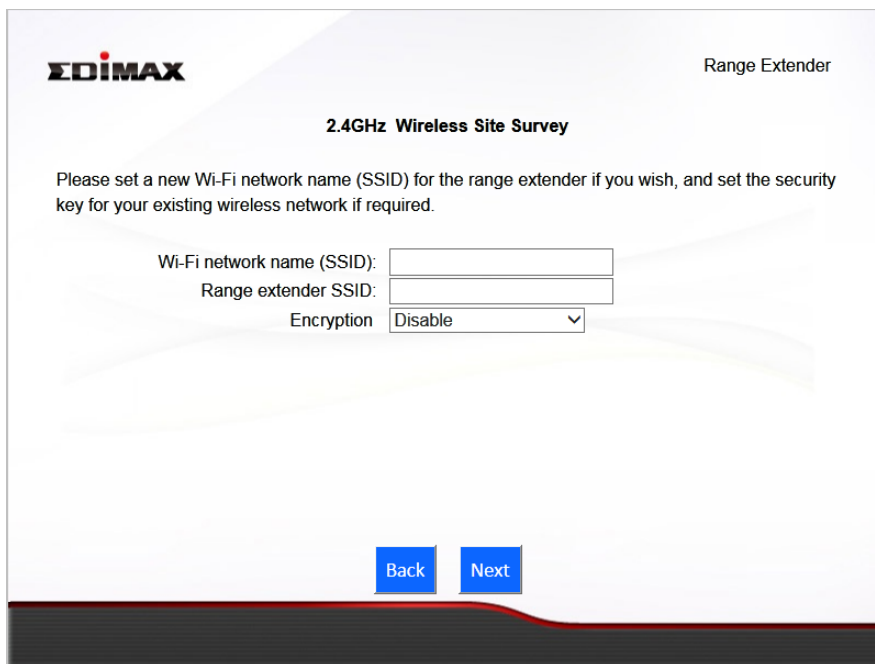 EDIMAX
Range Extender
2.4GHz Wireless Site Survey
Please set a new Wi-Fi network name (SSID) for the range extender if you wish, and set the security
key for your existing wireless network if required.
Wi-Fi network name (SSID):
Range extender SSID:
Encryption Disable
Back Next